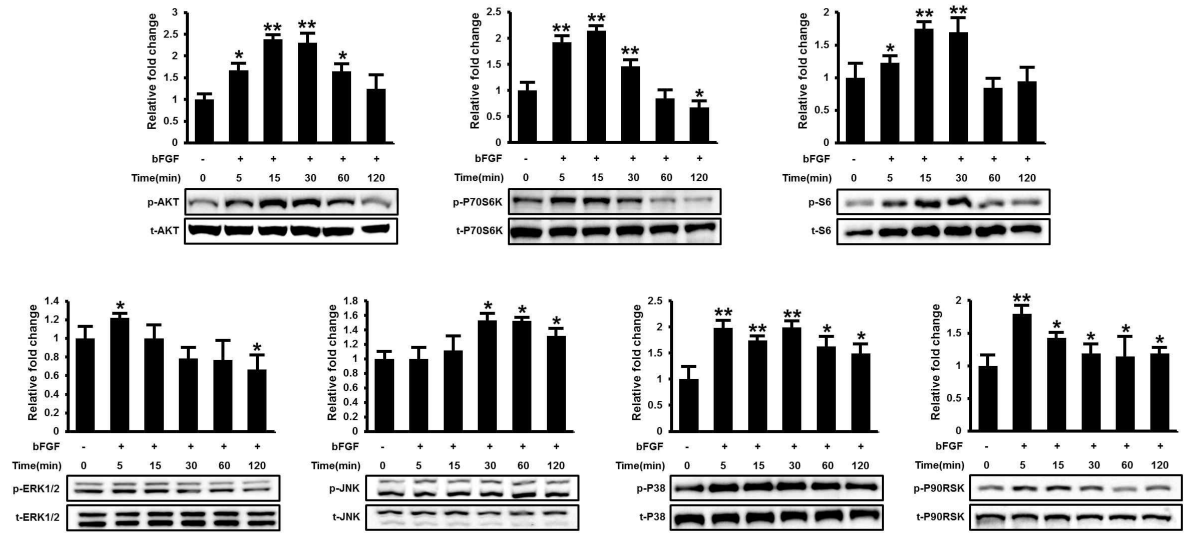 Relative fold change
3
2.5
2
1.5
1
0.5
0
* ** ** *
bFGF - + + + + +
Time(min) 0 5 15 30 60 120
p-AKT
t-AKT
Relative fold change
2.5
2
1.5
1
0.5
0
** ** ** *
bFGF - + + + + +
Time(min) 0 5 15 30 60 120
p-P70S6K
t-P70S6K
Relative fold change
2
1.5
1
0.5
0
* ** **
bFGF - + + + + +
Time(min) 0 5 15 30 60 120
p-S6
t-S6
Relative fold change
1.4
1.2
1
0.8
0.6
0.4
0.2
0
* *
bFGF - + + + + +
Time(min) 0 5 15 30 60 120
p-ERK1/2
t-ERK1/2
Relative fold change
1.8
1.6
1.4
1.2
1
0.8
0.6
0.4
0.2
0
* * *
bFGF - + + + + +
Time(min) 0 5 15 30 60 120
p-JNK
t-JNK
Relative fold change
2.5
2
1.5
1
0.5
0
** ** ** * *
bFGF - + + + + +
Time(min) 0 5 15 30 60 120
p-P38
t-P38
Relative fold change
2
1.5
1
0.5
0
** * * * *
bFGF - + + + + +
Time(min) 0 5 15 30 60 120
p-P90RSK
t-P90RSK